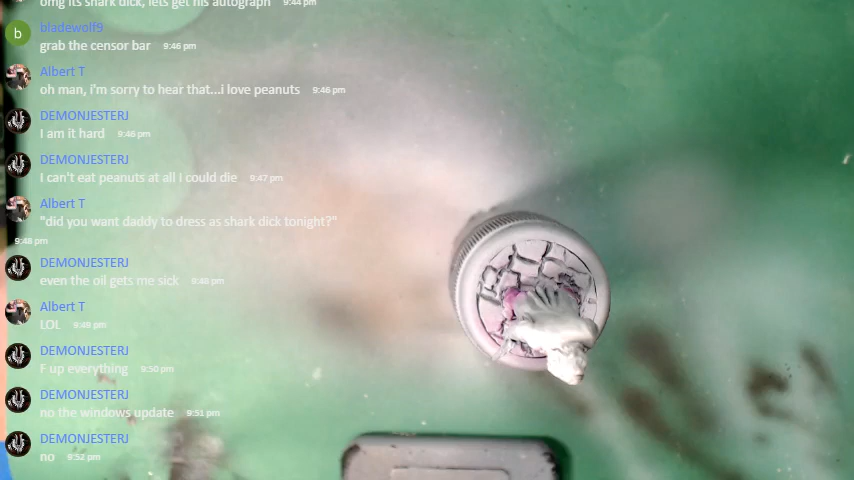 omg its shark dick, lets get his autograph 9:44 pm
b
bladewolf9
grab the censor bar 9:46 pm
Albert T
oh man, i'm sorry to hear that...i love peanuts 9:46 pm
DEMONJESTERJ
I am it hard 9:46 pm
DEMONJESTERJ
I can't eat peanuts at all I could die 9:47 pm
Albert T
"did you want daddy to dress as shark dick tonight?"
9:48 pm
DEMONJESTERJ
even the oil gets me sick 9:48 pm
Albert T
LOL 9:49 pm
DEMONJESTERJ
F up everything 9:50 pm
DEMONJESTERJ
no the windows update 9:51 pm
DEMONJESTERJ
no 9:52 pm